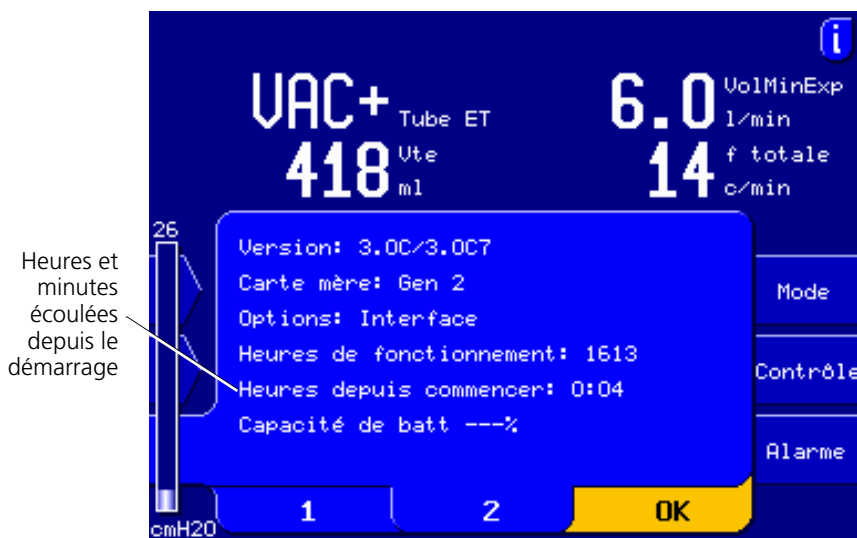 i
VAC+ Tube ET
6.0 VolMinExp l/min
418 Vte ml
14 f totale c/min
26
Version: 3.0C/3.0C7
Carte mère: Gen 2
Options: Interface
Heures de fonctionnement: 1613
Heures depuis commencer: 0:04
Capacité de batt ---%
Heures et
minutes
écoulées
depuis le
démarrage
Mode
Contrôle
Alarme
cmH2O
1
2
OK